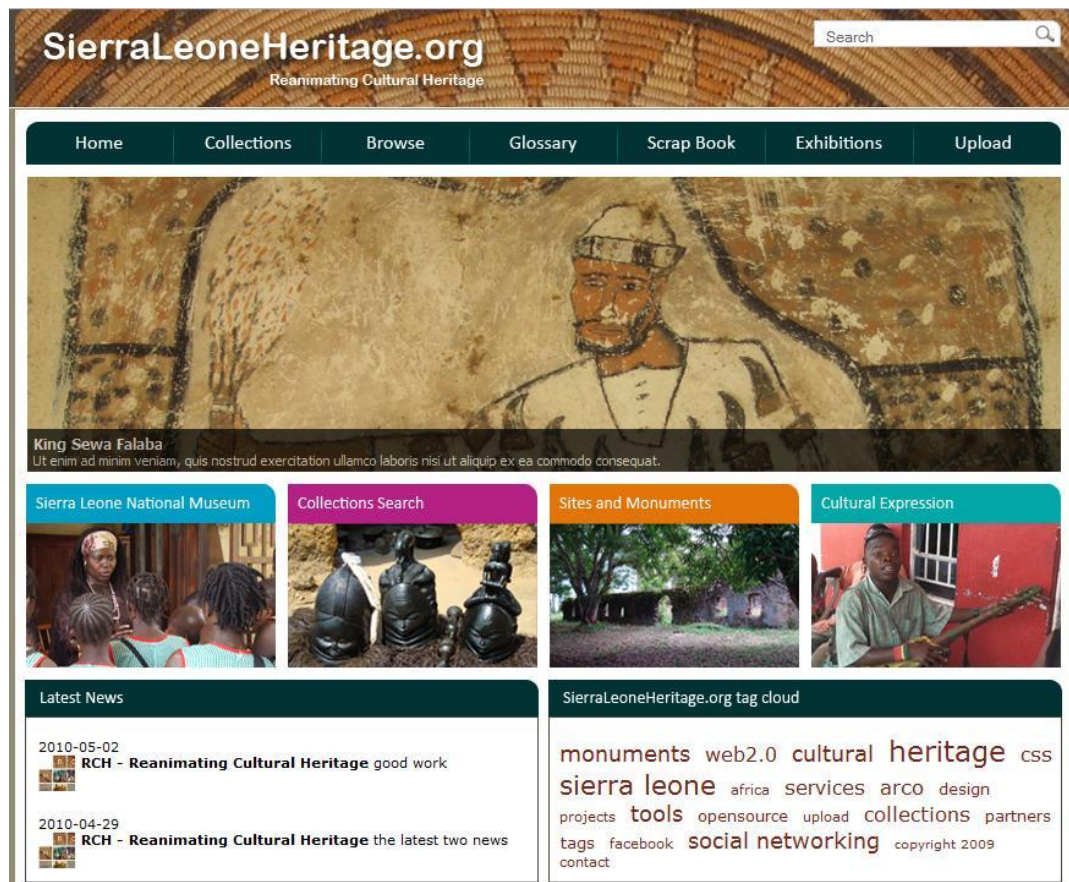 SierraLeoneHeritage.org
Reanimating Cultural Heritage
Search
Home Collections Browse Glossary Scrap Book Exhibitions Upload
King Sewa Falaba
Ut enim ad minim veniam, quis nostrud exercitation ullamco laboris nisi ut aliquip ex ea commodo consequat.
Sierra Leone National Museum
Collections Search
Sites and Monuments
Cultural Expression
Latest News
2010-05-02
RCH - Reanimating Cultural Heritage good work
2010-04-29
RCH - Reanimating Cultural Heritage the latest two news
SierraLeoneHeritage.org tag cloud
monuments web2.0 cultural heritage css
sierra leone africa services arco design
projects tools opensource upload collections partners
tags facebook social networking copyright 2009
contact